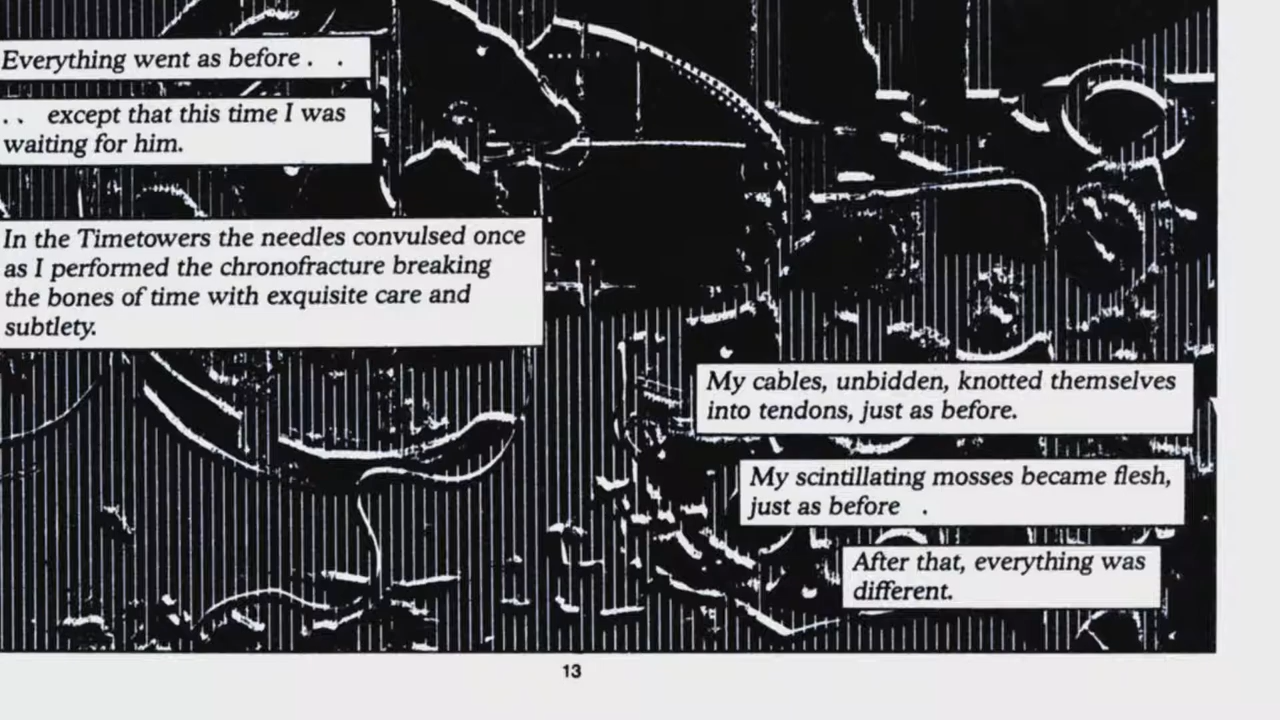 Everything went as before . .
. . except that this time I was
waiting for him.
In the Timetowers the needles convulsed once
as I performed the chronofracture breaking
the bones of time with exquisite care and
subtlety.
My cables, unbidden, knotted themselves
into tendons, just as before.
My scintillating mosses became flesh,
just as before .
After that, everything was
different.
13